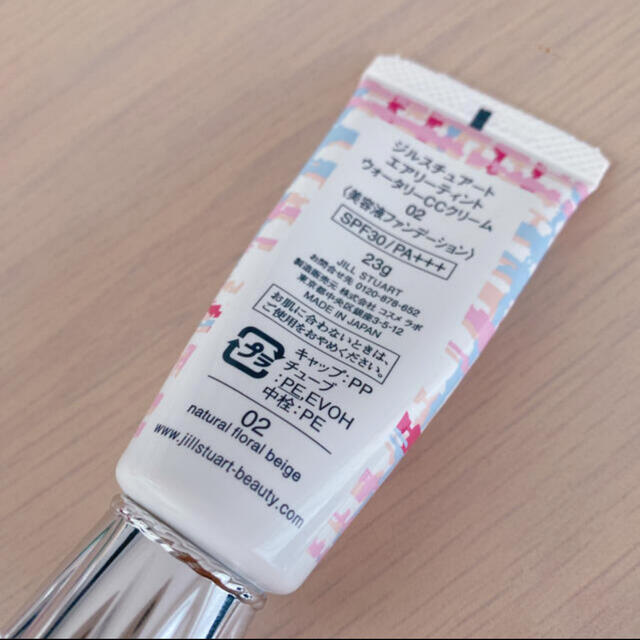 ジルスチュアート
エアリーティント
ウォータリーCCクリーム
02
〈美容液ファンデーション〉
SPF30/PA+++
23g
JILL STUART
お問合せ先 0120-878-652
製造販売元 株式会社 コスメ ラボ
東京都中央区銀座3-5-12
MADE IN JAPAN
お肌に合わないときは、
ご使用をおやめください。
プラ
キャップ:PP
チューブ
:PE,EVOH
中栓:PE
02
natural floral beige
www.jillstuart-beauty.com